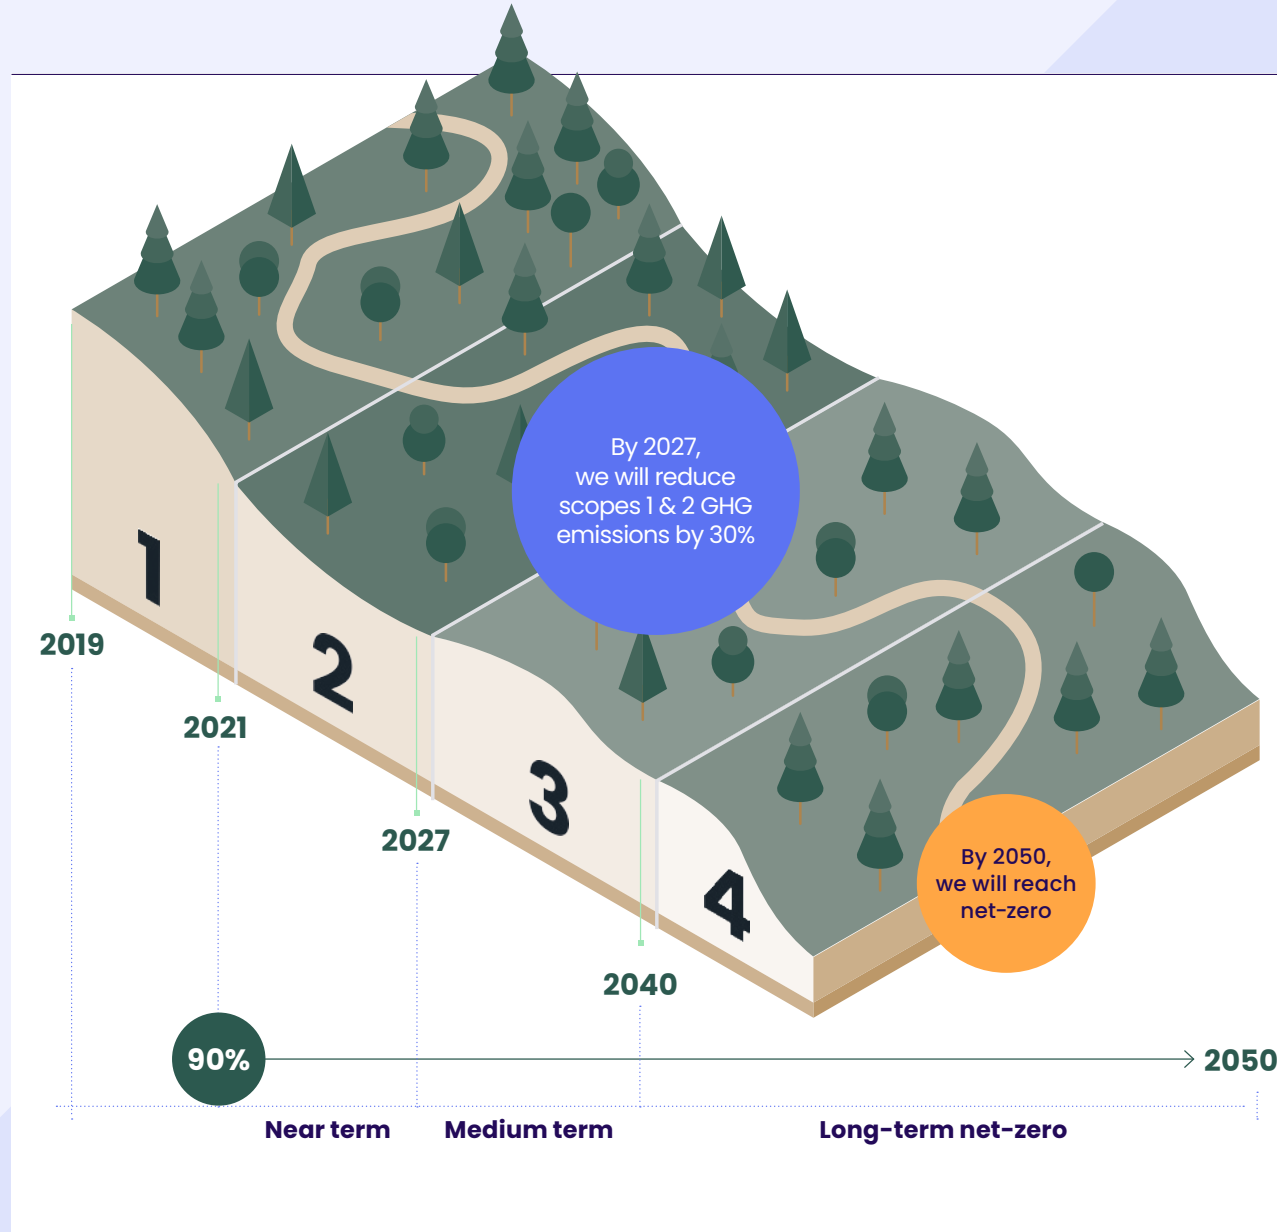 By 2027,
we will reduce
scopes 1 & 2 GHG
emissions by 30%
1
2019
2
2021
3
2027
4
By 2050,
we will reach
net-zero
2040
90%
2050
Near term
Medium term
Long-term net-zero